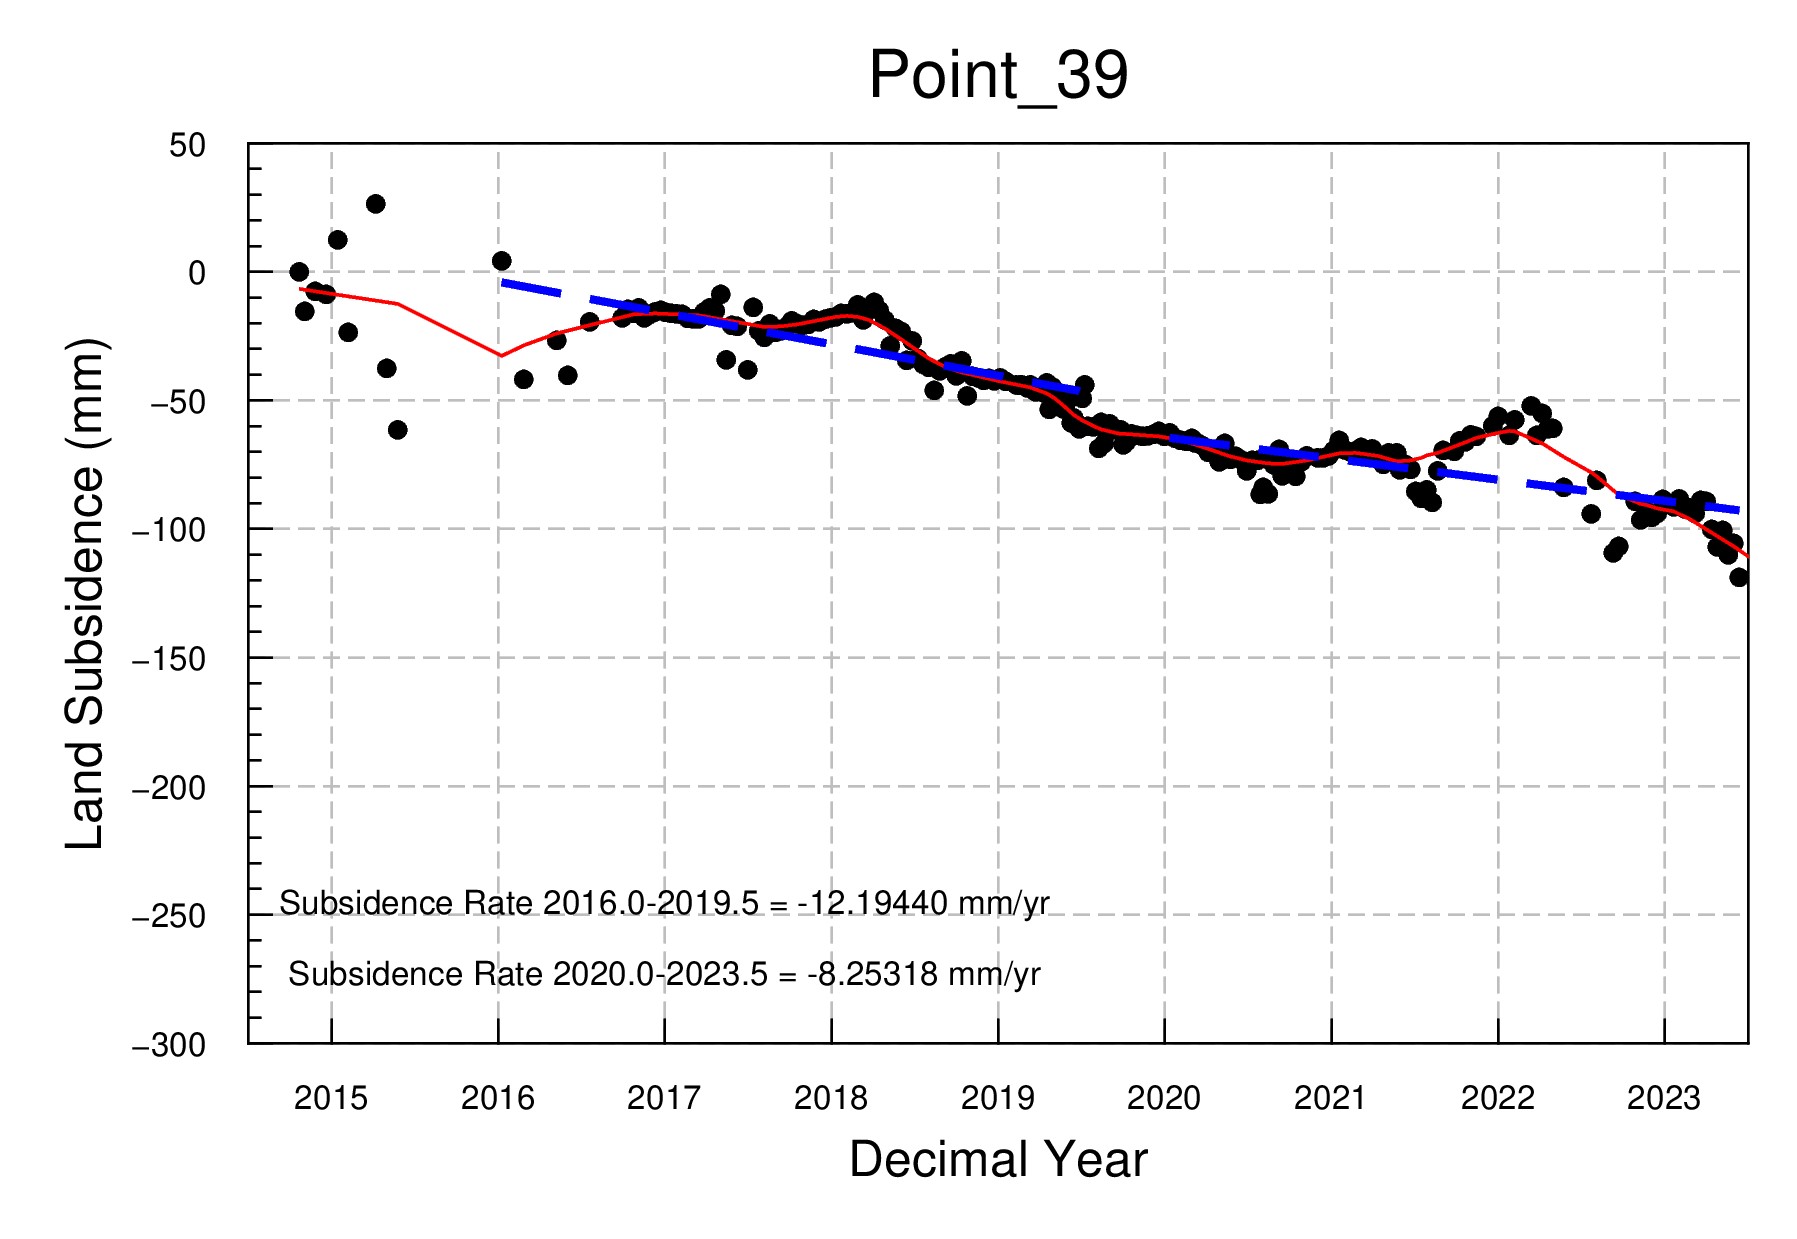 Point_39
50
0
−50
−100
−150
−200
−250
−300
Land Subsidence (mm)
Subsidence Rate 2016.0-2019.5 = -12.19440 mm/yr
Subsidence Rate 2020.0-2023.5 = -8.25318 mm/yr
2015 2016 2017 2018 2019 2020 2021 2022 2023
Decimal Year